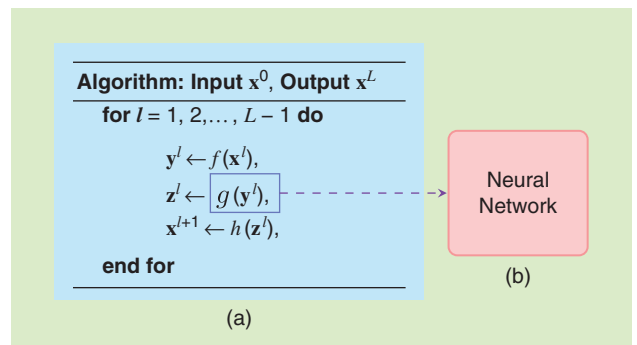 Algorithm: Input x⁰, Output xᴸ
for l = 1, 2,…, L − 1 do
yˡ ← f(xˡ),
zˡ ← g(yˡ),
xˡ⁺¹ ← h(zˡ),
end for
(a)
Neural
Network
(b)